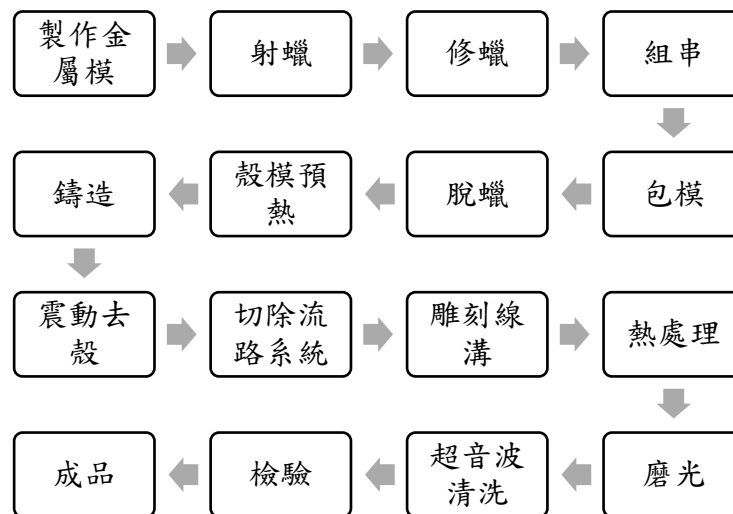 製作金
屬模
射蠟
修蠟
組串
包模
脫蠟
殼模預
熱
鑄造
震動去
殼
切除流
路系統
雕刻線
溝
熱處理
磨光
超音波
清洗
檢驗
成品